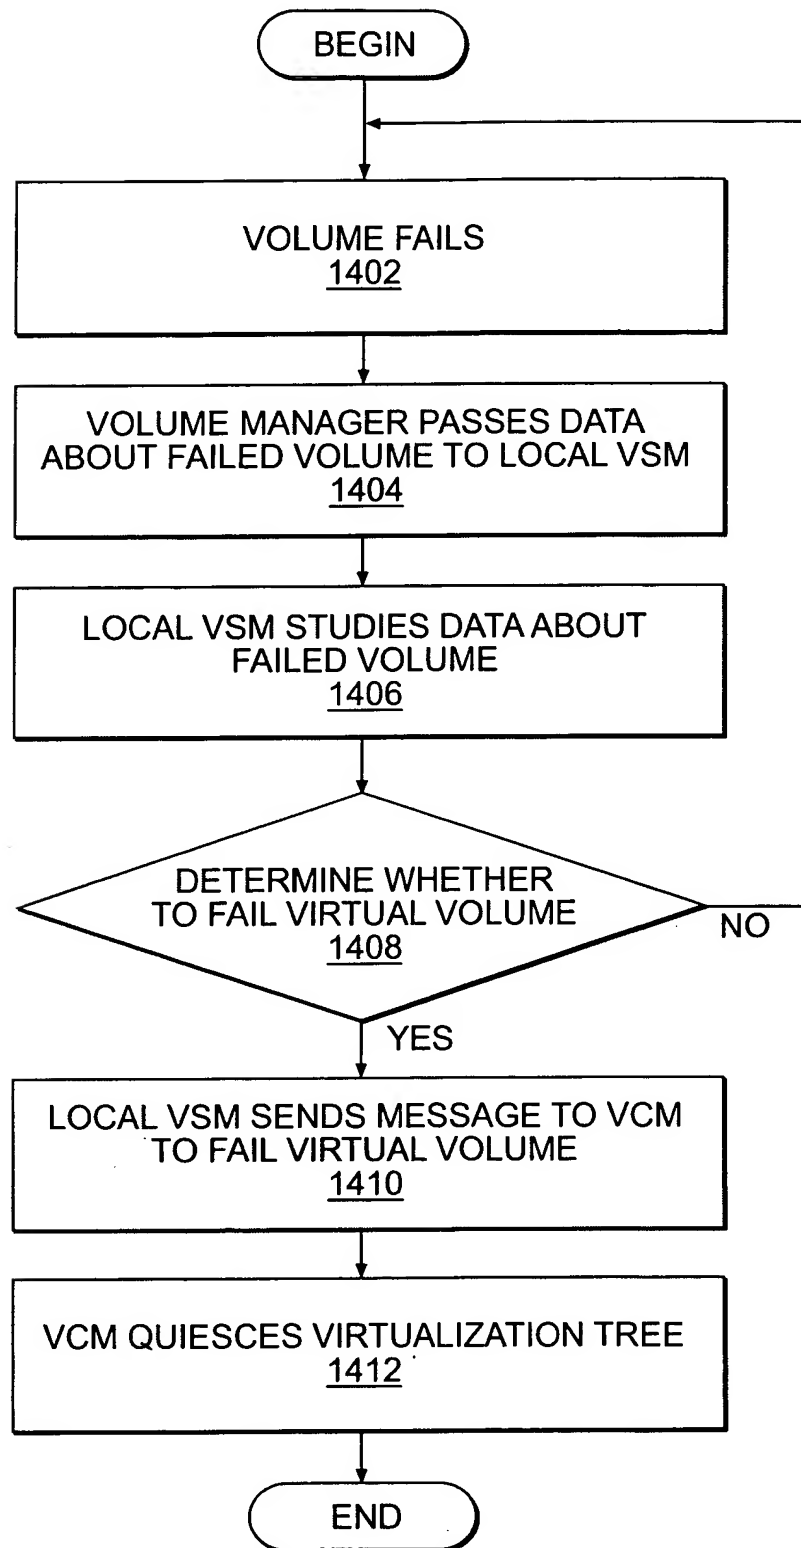 BEGIN
VOLUME FAILS
1402
VOLUME MANAGER PASSES DATA
ABOUT FAILED VOLUME TO LOCAL VSM
1404
LOCAL VSM STUDIES DATA ABOUT
FAILED VOLUME
1406
DETERMINE WHETHER
TO FAIL VIRTUAL VOLUME
1408
NO
YES
LOCAL VSM SENDS MESSAGE TO VCM
TO FAIL VIRTUAL VOLUME
1410
VCM QUIESCES VIRTUALIZATION TREE
1412
END